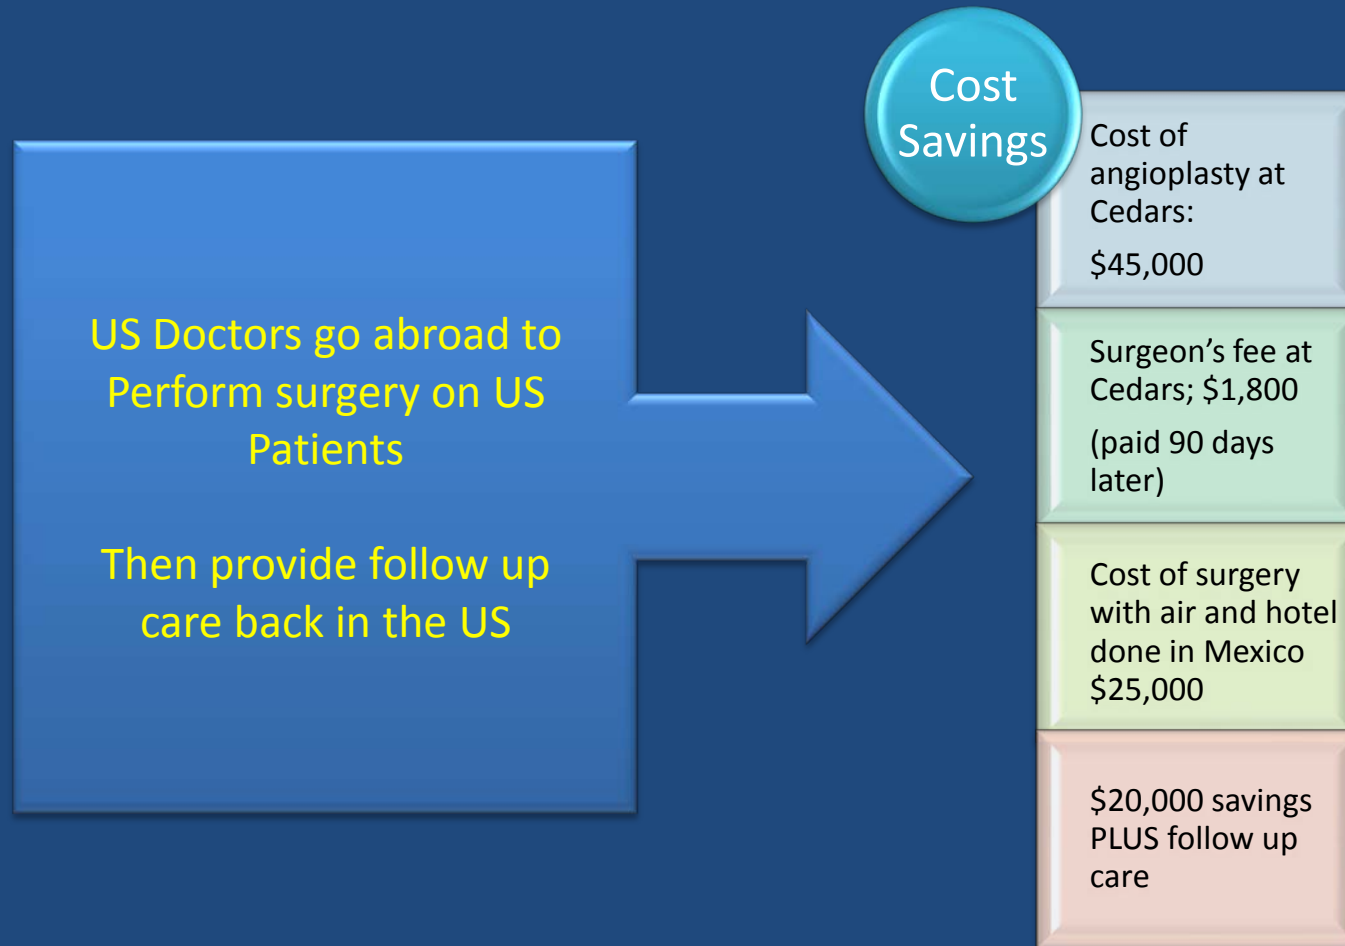 US Doctors go abroad to
Perform surgery on US
Patients
Then provide follow up
care back in the US
Cost
Savings
Cost of
angioplasty at
Cedars:
$45,000
Surgeon’s fee at
Cedars; $1,800
(paid 90 days
later)
Cost of surgery
with air and hotel
done in Mexico
$25,000
$20,000 savings
PLUS follow up
care